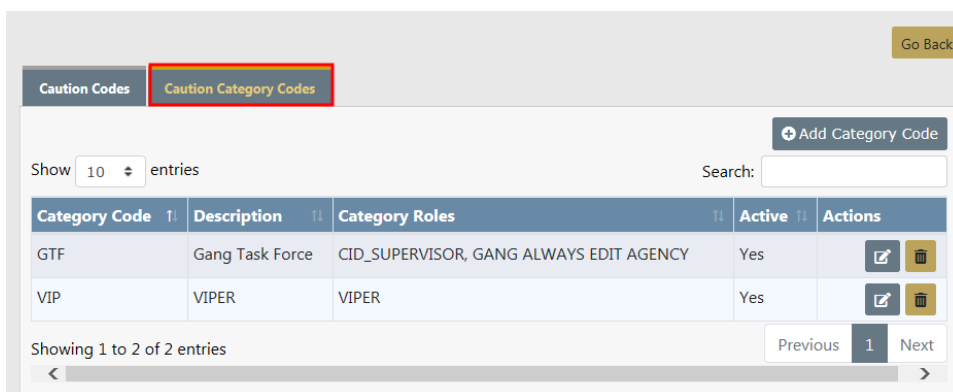 Go Back
Caution Codes Caution Category Codes
Add Category Code
Show 10 entries Search:
Category Code Description Category Roles Active Actions
GTF Gang Task Force CID_SUPERVISOR, GANG ALWAYS EDIT AGENCY Yes
VIP VIPER VIPER Yes
Showing 1 to 2 of 2 entries Previous 1 Next